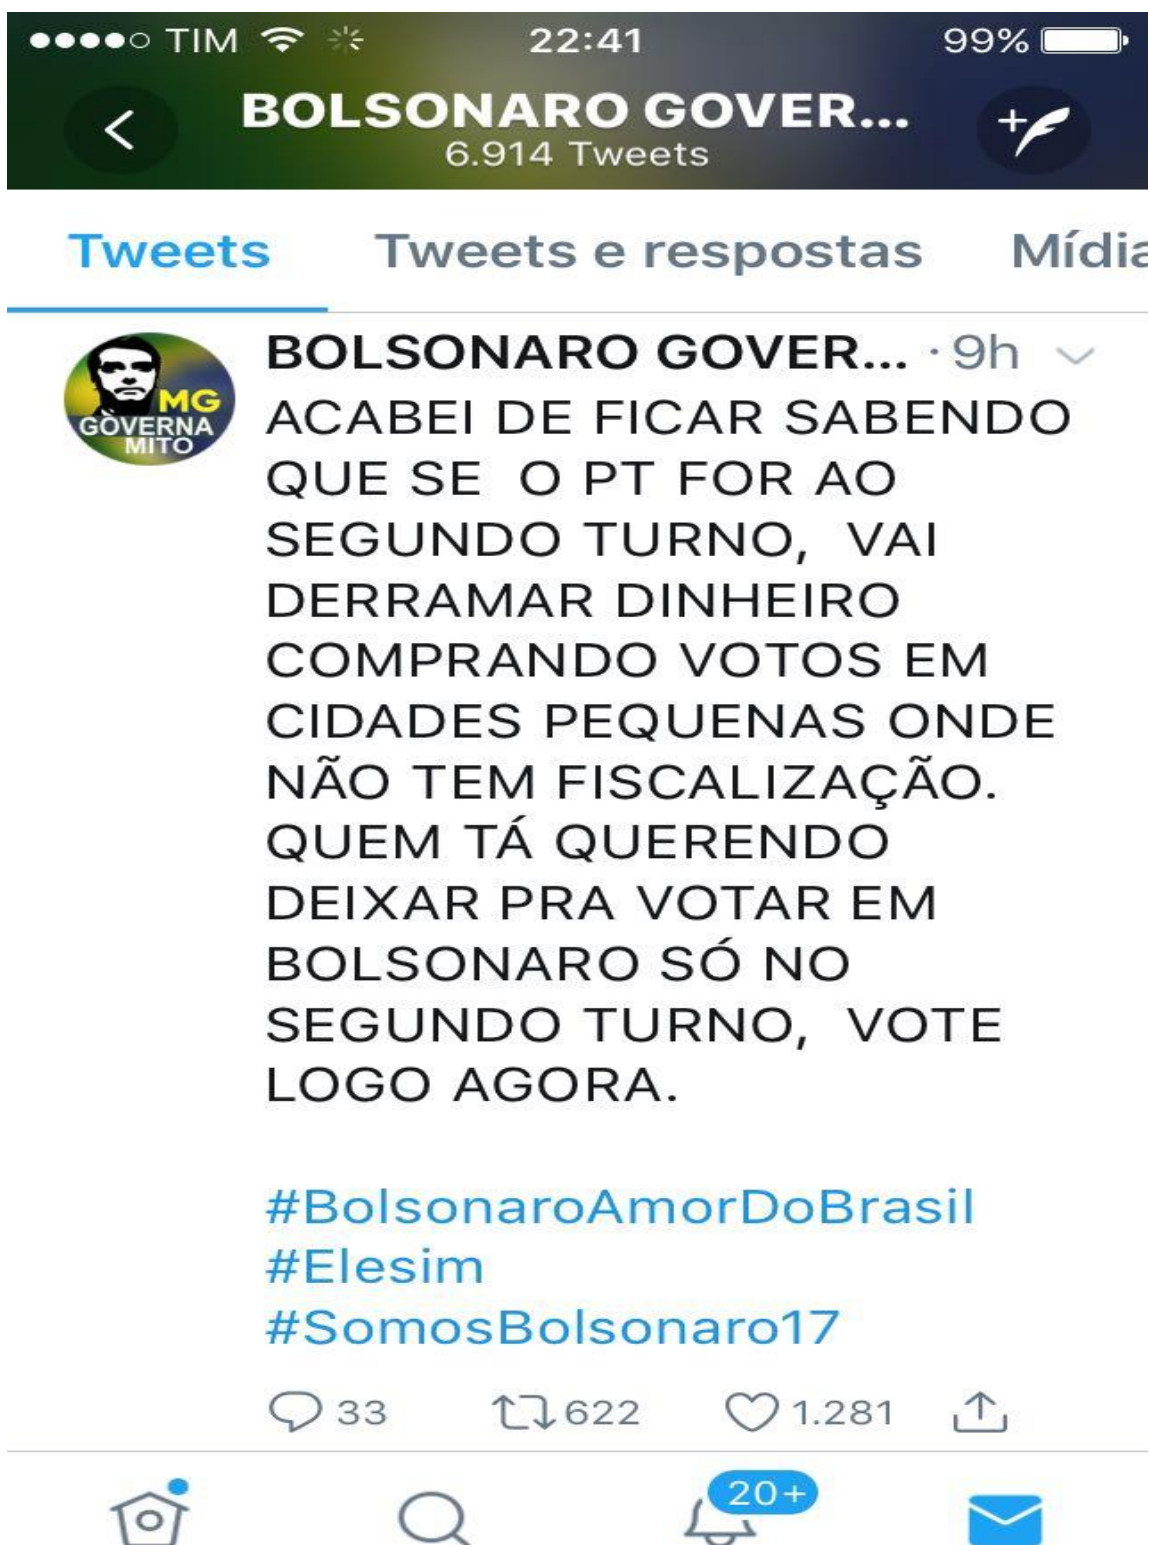 TIM 22:41 99%
BOLSONARO GOVER...
6.914 Tweets
Tweets Tweets e respostas Mídia
BOLSONARO GOVER... · 9h
MG
GOVERNA
MITO
ACABEI DE FICAR SABENDO
QUE SE O PT FOR AO
SEGUNDO TURNO, VAI
DERRAMAR DINHEIRO
COMPRANDO VOTOS EM
CIDADES PEQUENAS ONDE
NÃO TEM FISCALIZAÇÃO.
QUEM TÁ QUERENDO
DEIXAR PRA VOTAR EM
BOLSONARO SÓ NO
SEGUNDO TURNO, VOTE
LOGO AGORA.
#BolsonaroAmorDoBrasil
#Elesim
#SomosBolsonaro17
33 622 1.281
20+